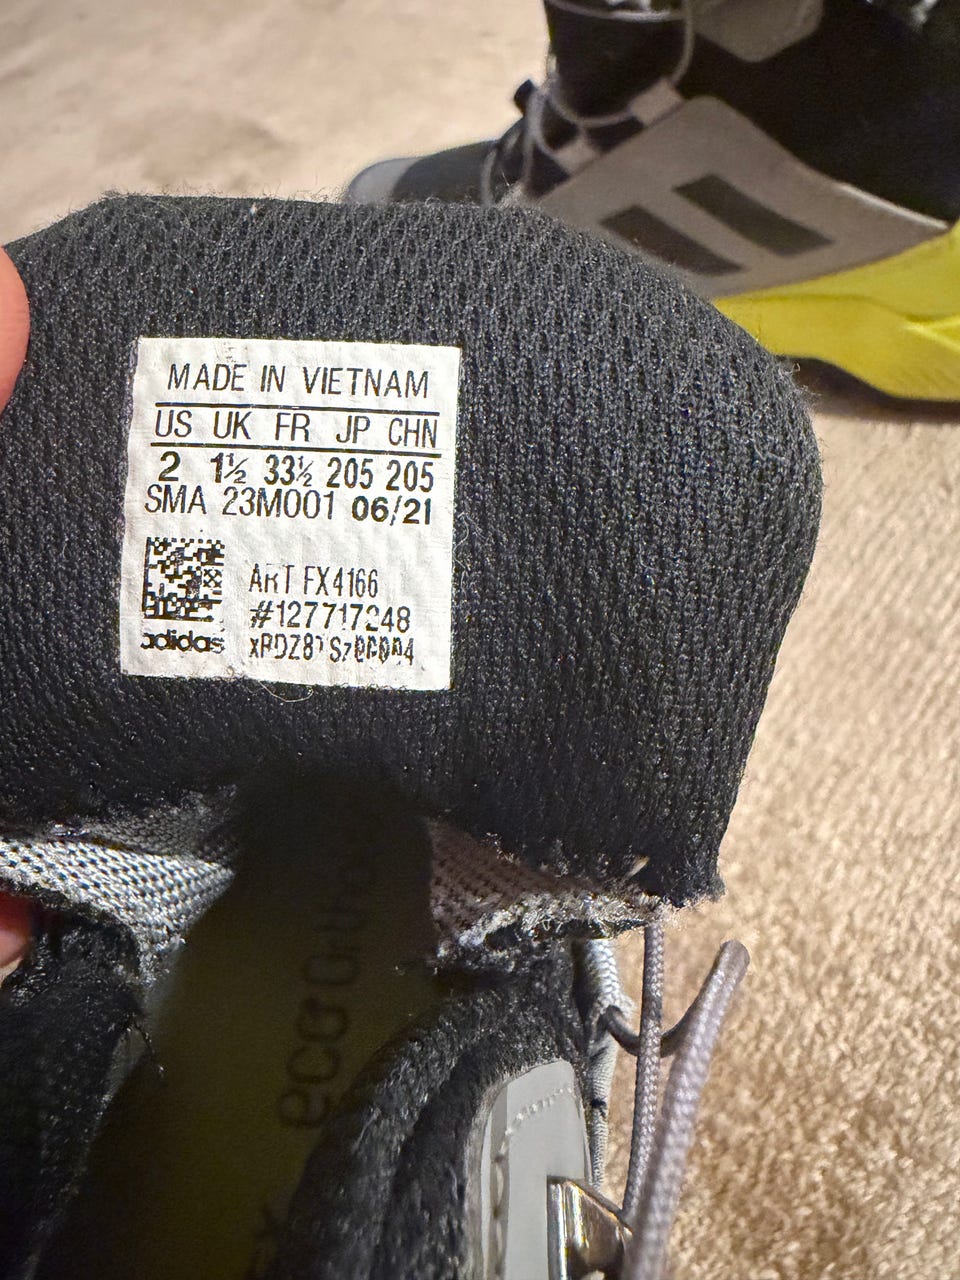 MADE IN VIETNAM
US UK FR JP CHN
2 1½ 33½ 205 205
SMA 23M001 06/21
ART FX4166
#127717248
adidas
eco